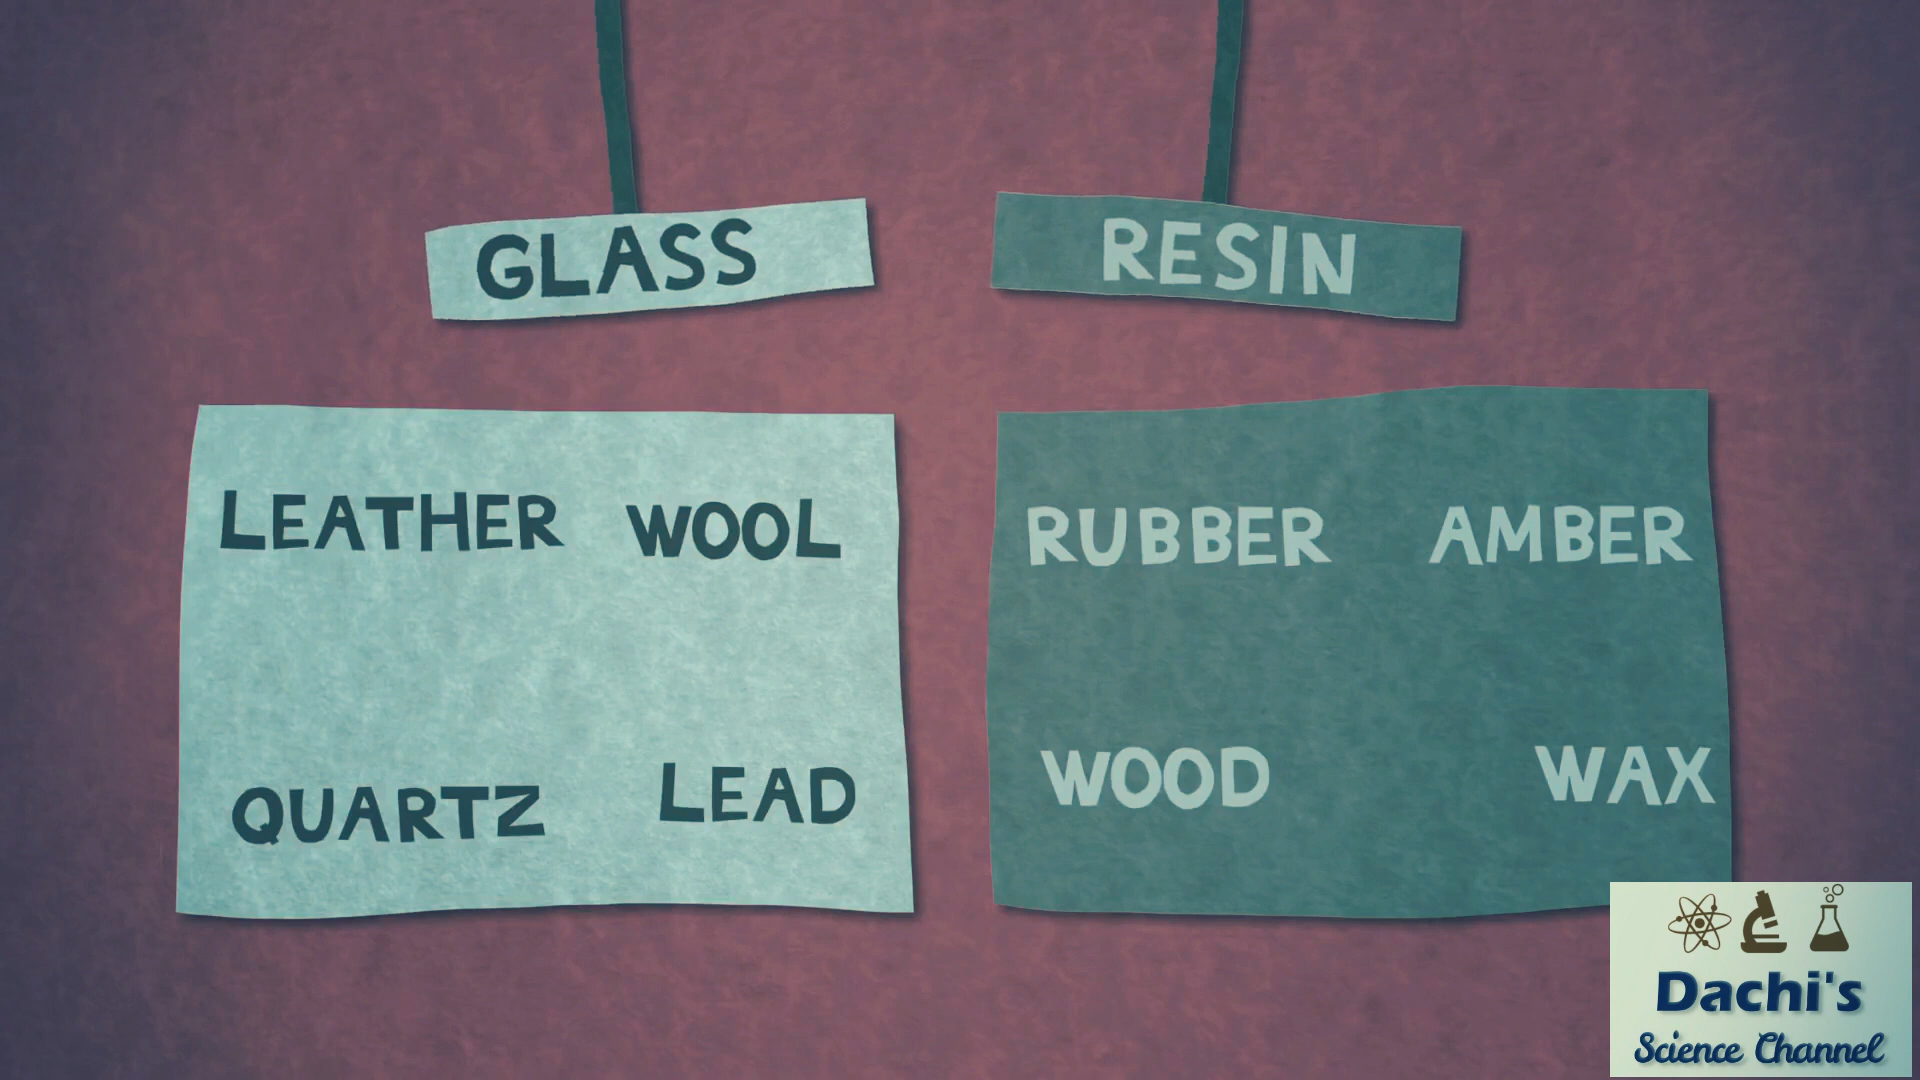 GLASS
RESIN
LEATHER WOOL
QUARTZ LEAD
RUBBER AMBER
WOOD WAX
Dachi's
Science Channel